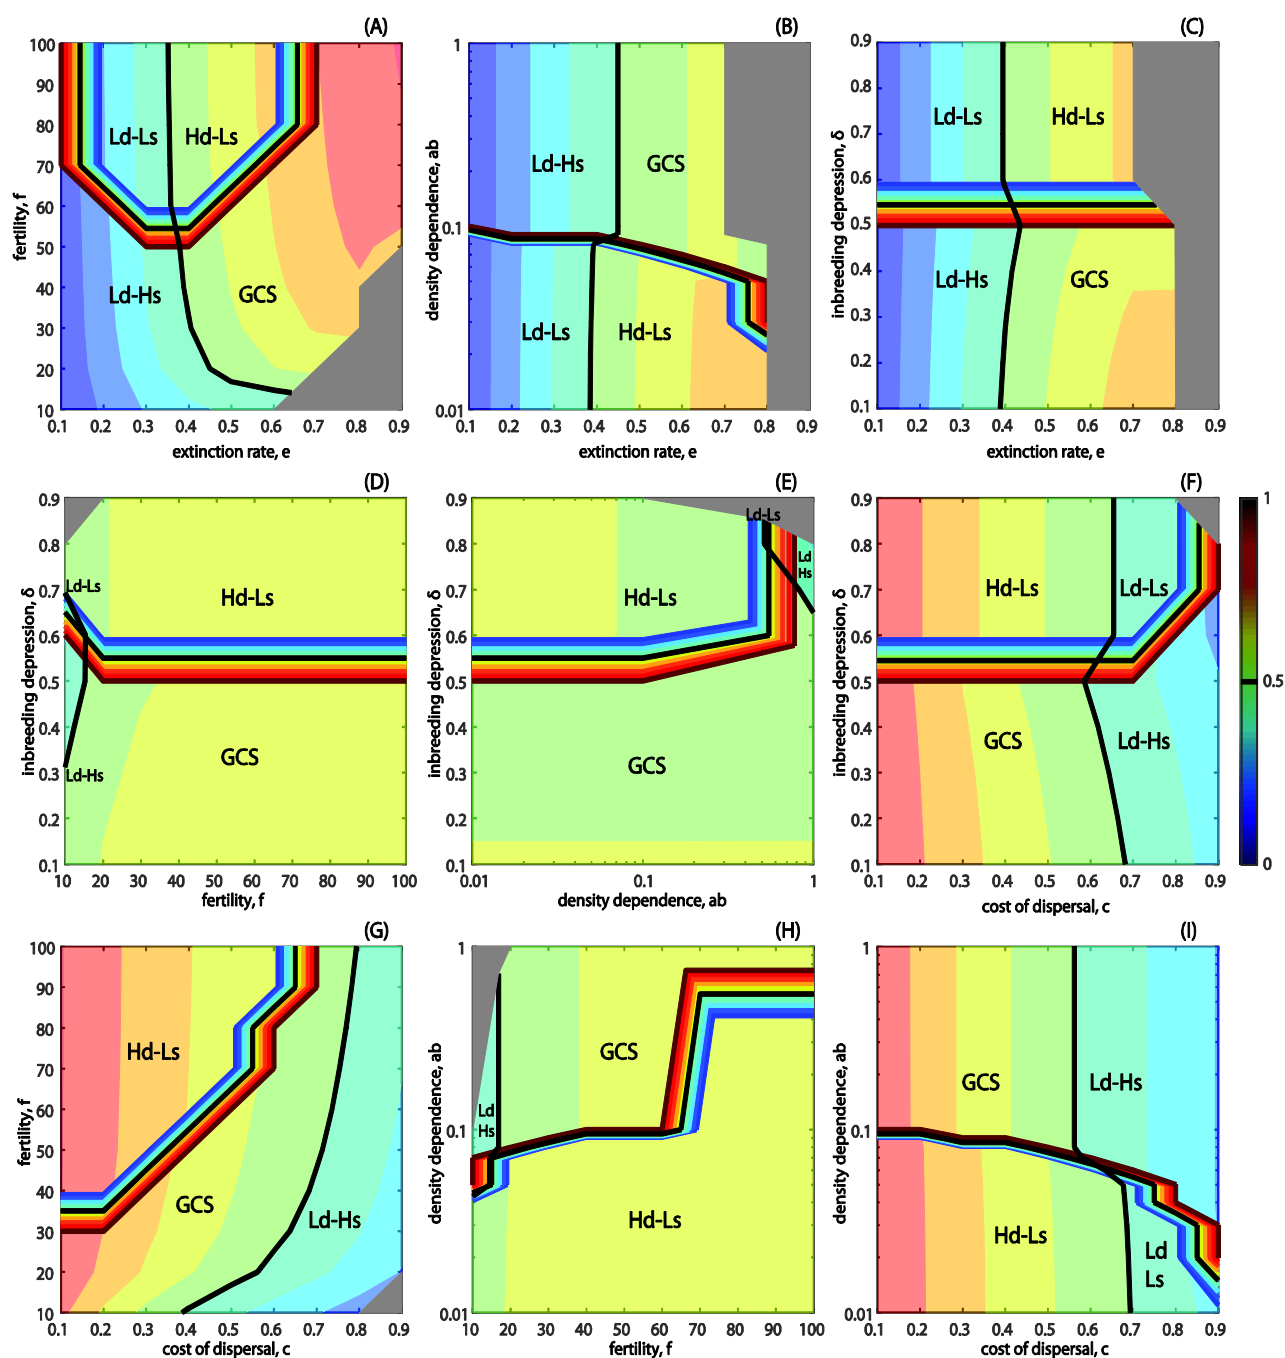 (A)
100
90
80
70
60
50
40
30
20
10
fertility, f
Ld-Ls
Hd-Ls
Ld-Hs
GCS
0.1 0.2 0.3 0.4 0.5 0.6 0.7 0.8 0.9
extinction rate, e
(B)
1
0.1
0.01
density dependence, ab
Ld-Hs
GCS
Ld-Ls
Hd-Ls
0.1 0.2 0.3 0.4 0.5 0.6 0.7 0.8 0.9
extinction rate, e
(C)
0.9
0.8
0.7
0.6
0.5
0.4
0.3
0.2
0.1
inbreeding depression, δ
Ld-Ls
Hd-Ls
Ld-Hs
GCS
0.1 0.2 0.3 0.4 0.5 0.6 0.7 0.8 0.9
extinction rate, e
(D)
0.9
0.8
0.7
0.6
0.5
0.4
0.3
0.2
0.1
inbreeding depression, δ
Ld-Ls
Hd-Ls
GCS
Ld-Hs
10 20 30 40 50 60 70 80 90 100
fertility, f
(E)
0.9
0.8
0.7
0.6
0.5
0.4
0.3
0.2
0.1
inbreeding depression, δ
Ld-Ls
Ld
Hs
Hd-Ls
GCS
0.01 0.1 1
density dependence, ab
(F)
0.9
0.8
0.7
0.6
0.5
0.4
0.3
0.2
0.1
inbreeding depression, δ
Hd-Ls
Ld-Ls
GCS
Ld-Hs
0.1 0.2 0.3 0.4 0.5 0.6 0.7 0.8 0.9
cost of dispersal, c
1
0.5
0
(G)
100
90
80
70
60
50
40
30
20
10
fertility, f
Hd-Ls
GCS
Ld-Hs
0.1 0.2 0.3 0.4 0.5 0.6 0.7 0.8 0.9
cost of dispersal, c
(H)
1
0.1
0.01
density dependence, ab
GCS
Ld
Hs
Hd-Ls
10 20 30 40 50 60 70 80 90 100
fertility, f
(I)
1
0.1
0.01
density dependence, ab
GCS
Ld-Hs
Hd-Ls
Ld
Ls
0.1 0.2 0.3 0.4 0.5 0.6 0.7 0.8 0.9
cost of dispersal, c